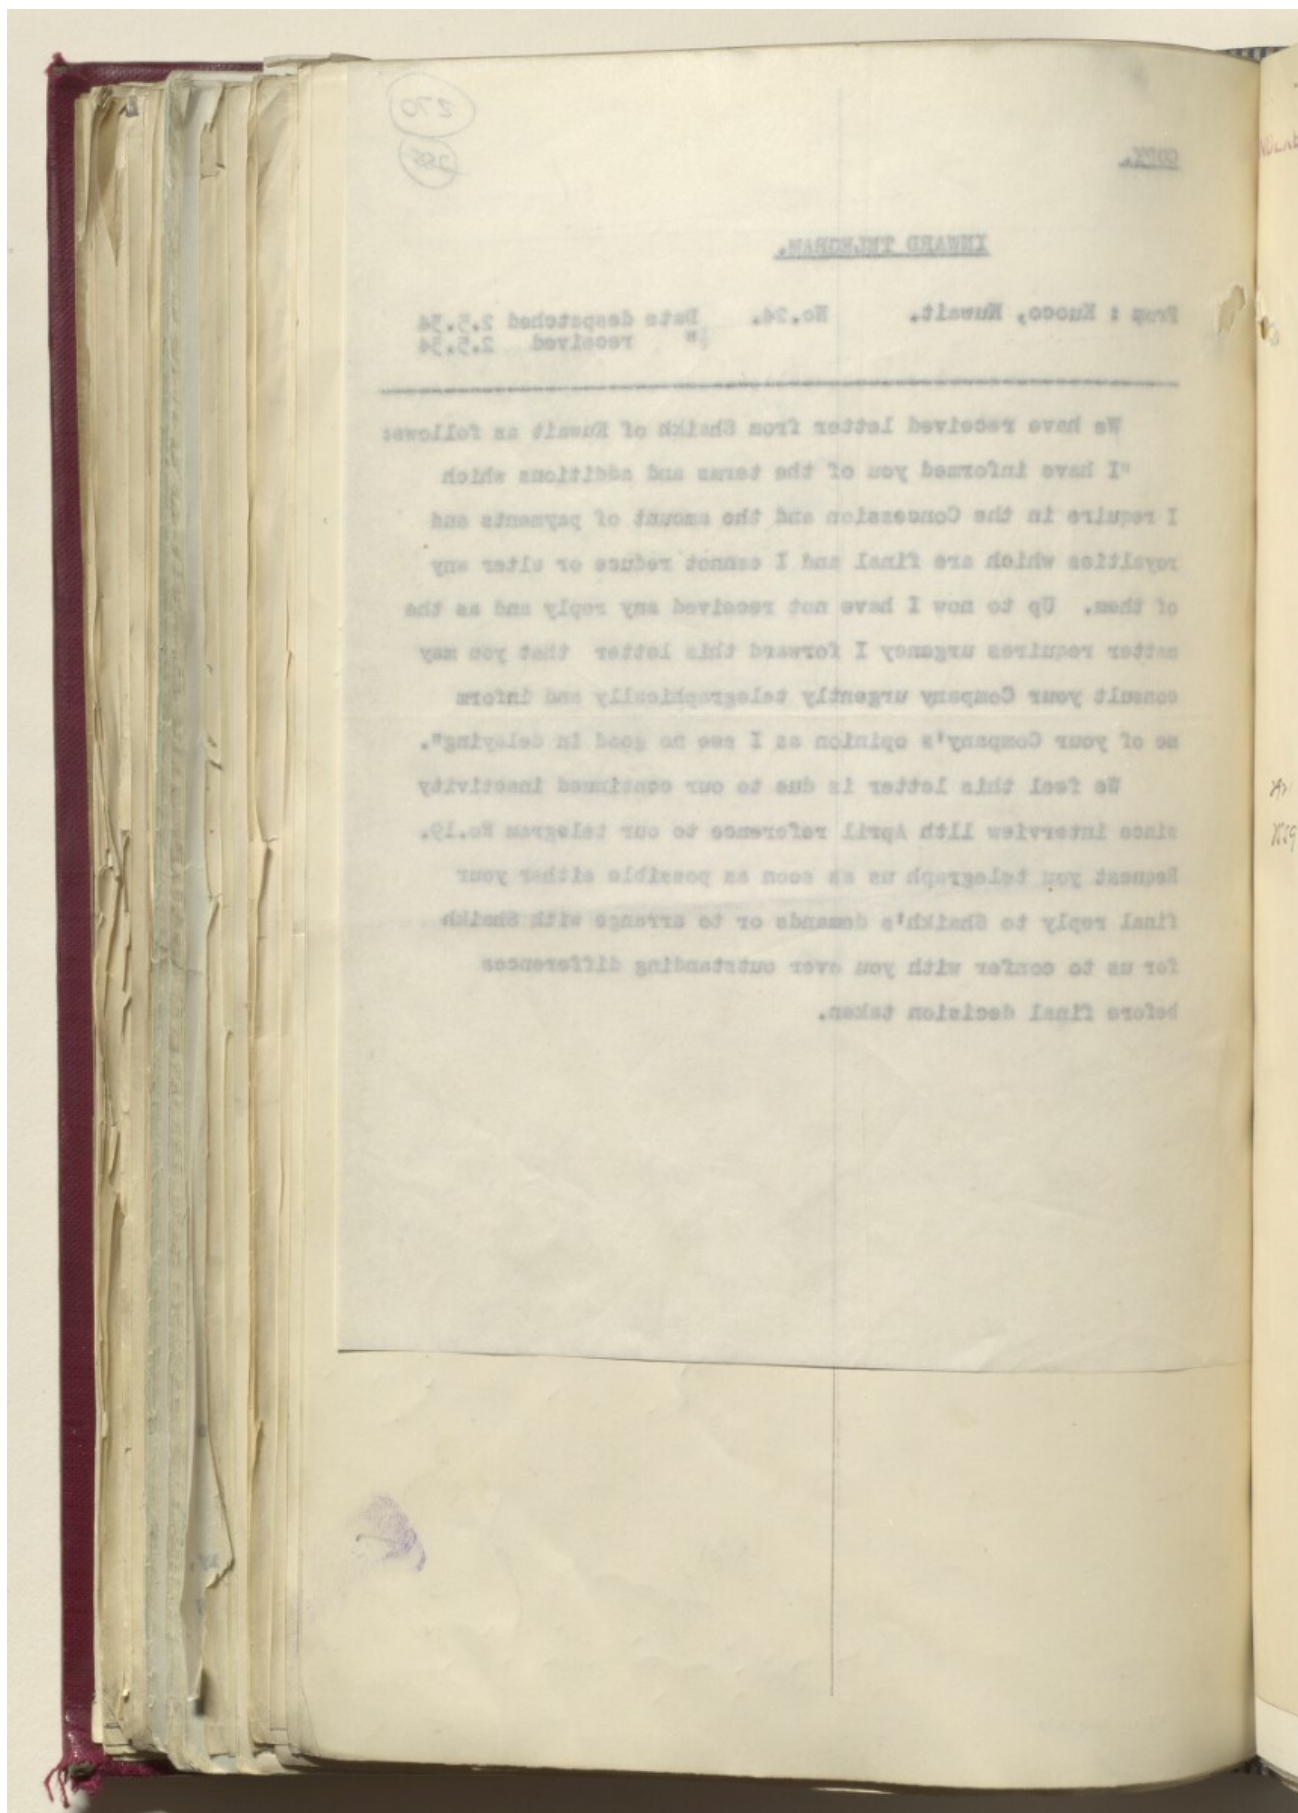 270
COPY.
INWARD TELEGRAM.
From : Kuoco, Kuwait. No.24. Date despatched 2.5.34
" received 2.5.34
We have received letter from Shaikh of Kuwait as follows:
"I have informed you of the terms and additions which
I require in the Concession and the amount of payments and
royalties which are final and I cannot reduce or alter any
of them. Up to now I have not received any reply and as the
matter requires urgency I forward this letter that you may
consult your Company urgently telegraphically and inform
me of your Company's opinion as I see no good in delaying".
We feel this letter is due to our continued inactivity
since interview 11th April reference to our telegram No.19.
Request you telegraph us as soon as possible either your
final reply to Shaikh's demands or to arrange with Shaikh
for us to confer with you over outstanding differences
before final decision taken.